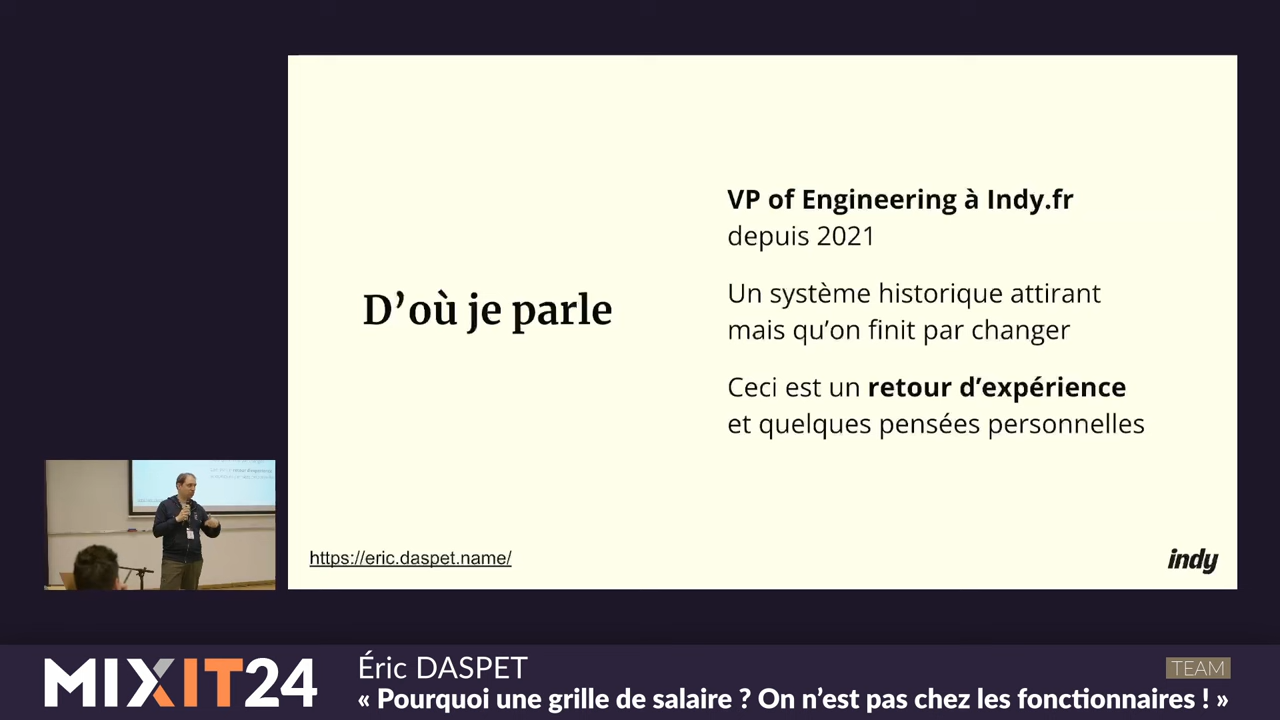 D’où je parle
VP of Engineering à Indy.fr
depuis 2021
Un système historique attirant
mais qu’on finit par changer
Ceci est un retour d’expérience
et quelques pensées personnelles
https://eric.daspet.name/
indy
MIXIT24
Éric DASPET
TEAM
« Pourquoi une grille de salaire ? On n’est pas chez les fonctionnaires ! »